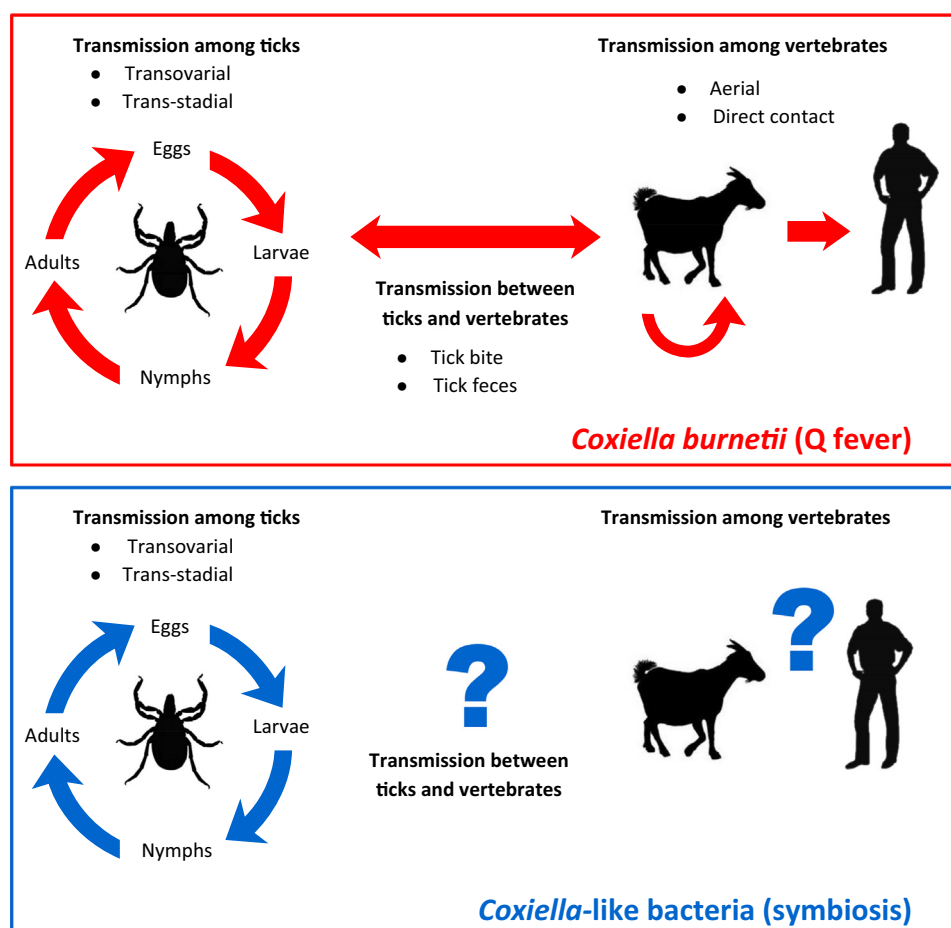 Transmission among ticks
● Transovarial
● Trans-stadial
Eggs
Larvae
Adults
Nymphs
Transmission between
ticks and vertebrates
● Tick bite
● Tick feces
Transmission among vertebrates
● Aerial
● Direct contact
Coxiella burnetii (Q fever)
Transmission among ticks
● Transovarial
● Trans-stadial
Eggs
Larvae
Adults
Nymphs
?
Transmission between
ticks and vertebrates
Transmission among vertebrates
?
Coxiella-like bacteria (symbiosis)